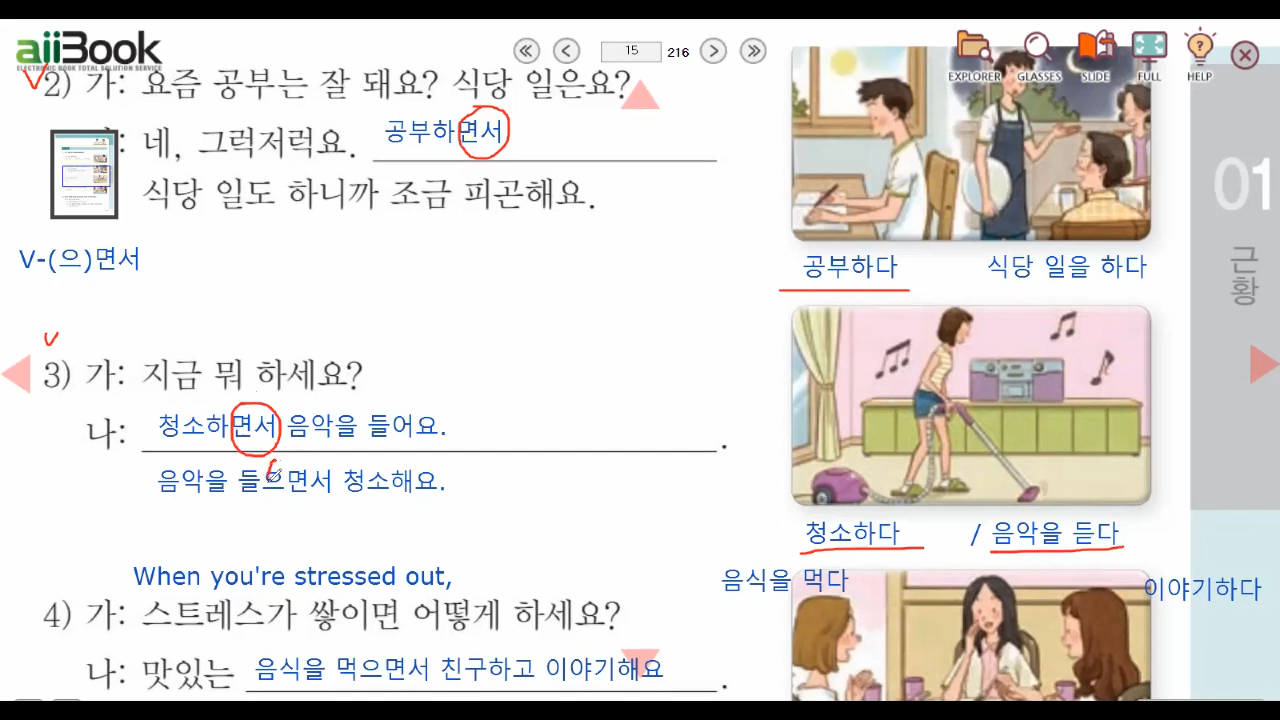 aiiBook
ELECTRONIC BOOK TOTAL SOLUTION SERVICE
15 216
EXPLORER GLASSES SLIDE FULL HELP
2) 가: 요즘 공부는 잘 돼요? 식당 일은요?
: 네, 그럭저럭요. 공부하면서
식당 일도 하니까 조금 피곤해요.
V-(으)면서
공부하다 식당 일을 하다
01
근황
3) 가: 지금 뭐 하세요?
나: 청소하면서 음악을 들어요. .
음악을 들으면서 청소해요.
청소하다 / 음악을 듣다
When you're stressed out,
음식을 먹다 이야기하다
4) 가: 스트레스가 쌓이면 어떻게 하세요?
나: 맛있는 음식을 먹으면서 친구하고 이야기해요 .